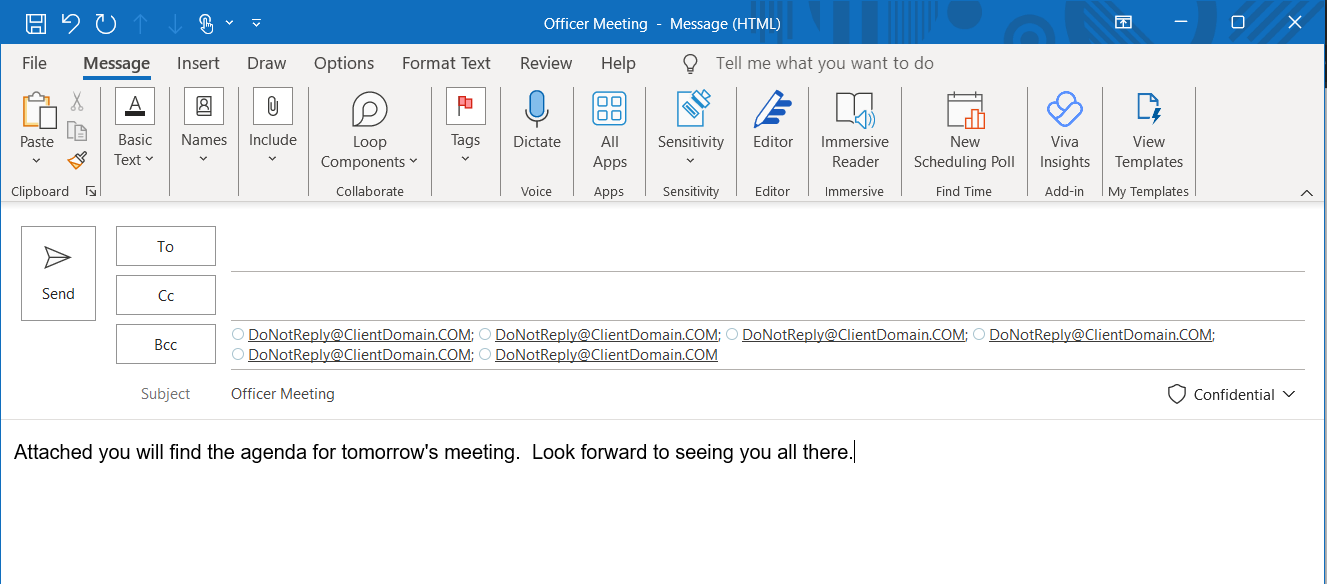 Officer Meeting - Message (HTML)
File Message Insert Draw Options Format Text Review Help Tell me what you want to do
Paste
Basic Text
Names
Include
Loop Components
Tags
Dictate
All Apps
Sensitivity
Editor
Immersive Reader
New Scheduling Poll
Viva Insights
View Templates
Clipboard Collaborate Voice Apps Sensitivity Editor Immersive Find Time Add-in My Templates
Send
To
Cc
Bcc
DoNotReply@ClientDomain.COM; DoNotReply@ClientDomain.COM; DoNotReply@ClientDomain.COM; DoNotReply@ClientDomain.COM;
DoNotReply@ClientDomain.COM; DoNotReply@ClientDomain.COM
Subject Officer Meeting Confidential
Attached you will find the agenda for tomorrow's meeting.  Look forward to seeing you all there.